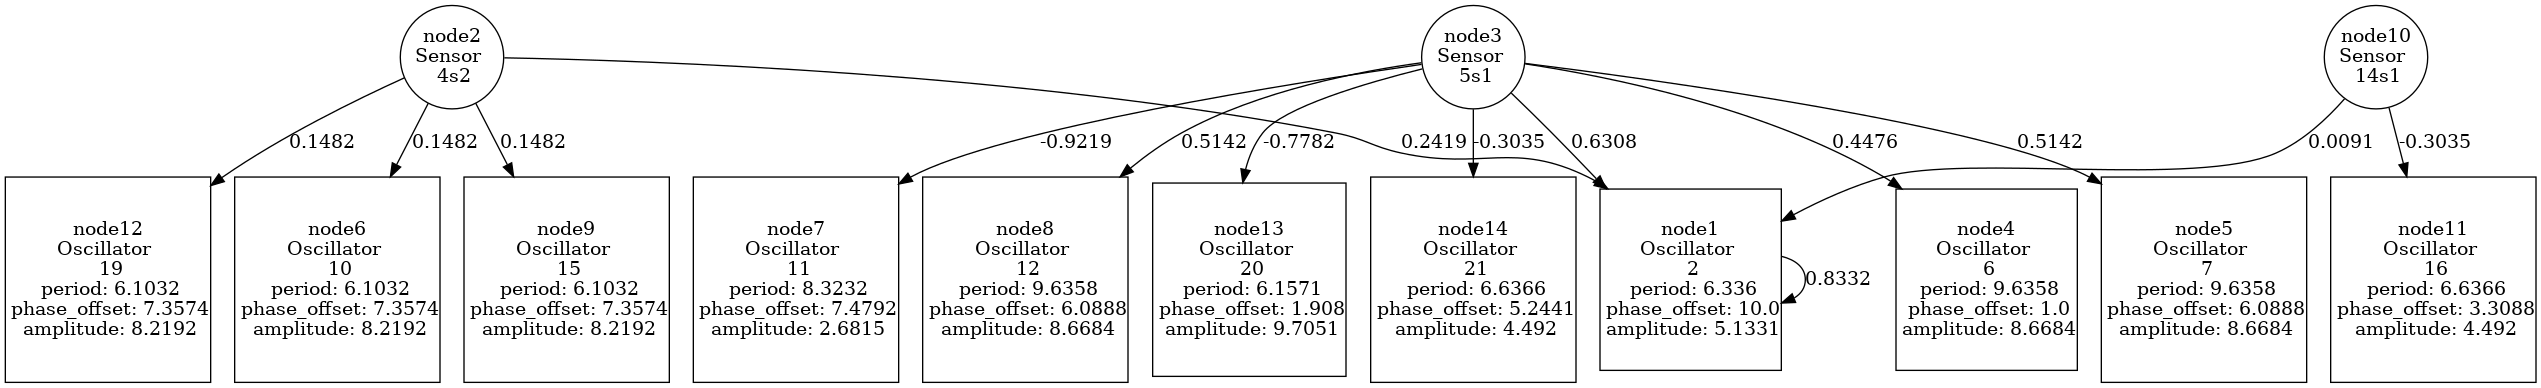 node2
Sensor
4s2
node3
Sensor
5s1
node10
Sensor
14s1
0.1482
0.1482
0.1482
-0.9219
0.5142
-0.7782
0.2419
-0.3035
0.6308
0.4476
0.5142
0.0091
-0.3035
node12
Oscillator
19
period: 6.1032
phase_offset: 7.3574
amplitude: 8.2192
node6
Oscillator
10
period: 6.1032
phase_offset: 7.3574
amplitude: 8.2192
node9
Oscillator
15
period: 6.1032
phase_offset: 7.3574
amplitude: 8.2192
node7
Oscillator
11
period: 8.3232
phase_offset: 7.4792
amplitude: 2.6815
node8
Oscillator
12
period: 9.6358
phase_offset: 6.0888
amplitude: 8.6684
node13
Oscillator
20
period: 6.1571
phase_offset: 1.908
amplitude: 9.7051
node14
Oscillator
21
period: 6.6366
phase_offset: 5.2441
amplitude: 4.492
node1
Oscillator
2
period: 6.336
phase_offset: 10.0
amplitude: 5.1331
0.8332
node4
Oscillator
6
period: 9.6358
phase_offset: 1.0
amplitude: 8.6684
node5
Oscillator
7
period: 9.6358
phase_offset: 6.0888
amplitude: 8.6684
node11
Oscillator
16
period: 6.6366
phase_offset: 3.3088
amplitude: 4.492